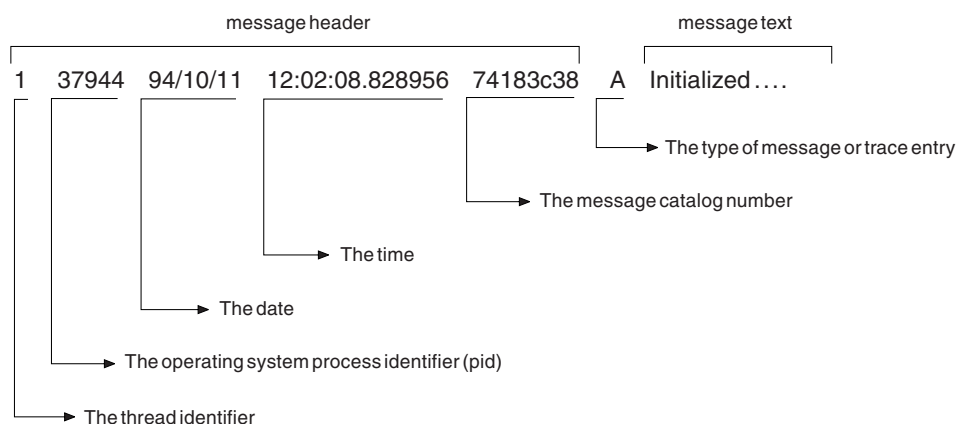 message header message text
1 37944 94/10/11 12:02:08.828956 74183c38 A Initialized ....
The type of message or trace entry
The message catalog number
The time
The date
The operating system process identifier (pid)
The thread identifier